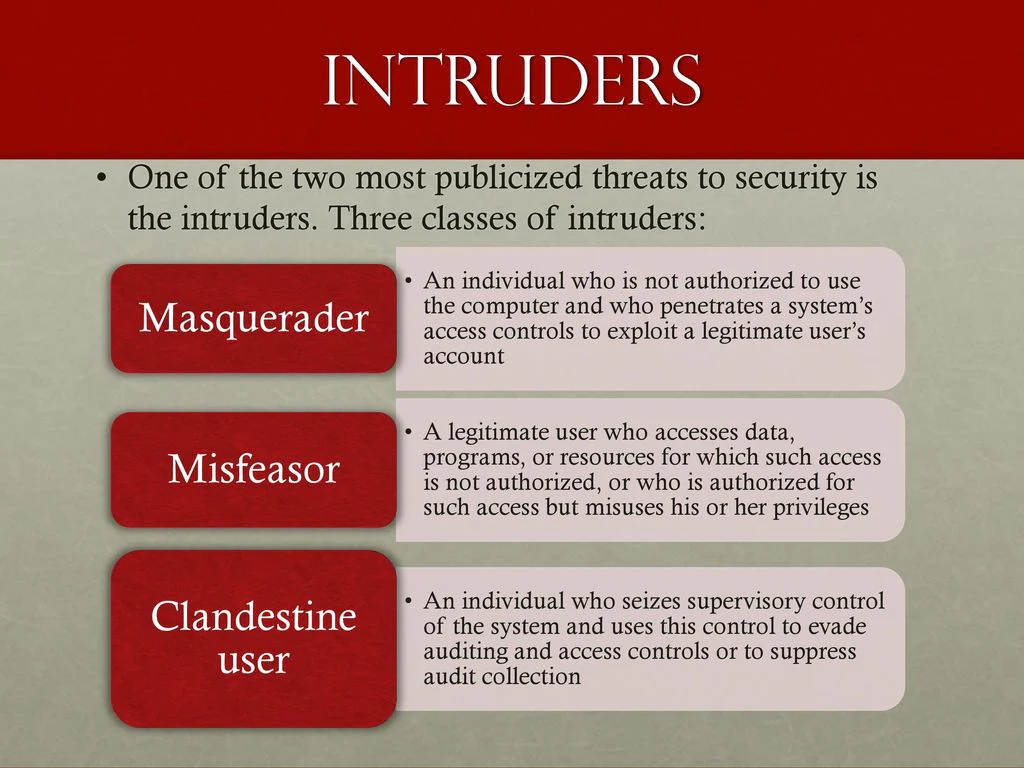 INTRUDERS
• One of the two most publicized threats to security is
the intruders. Three classes of intruders:
Masquerader
• An individual who is not authorized to use
the computer and who penetrates a system’s
access controls to exploit a legitimate user’s
account
Misfeasor
• A legitimate user who accesses data,
programs, or resources for which such access
is not authorized, or who is authorized for
such access but misuses his or her privileges
Clandestine
user
• An individual who seizes supervisory control
of the system and uses this control to evade
auditing and access controls or to suppress
audit collection